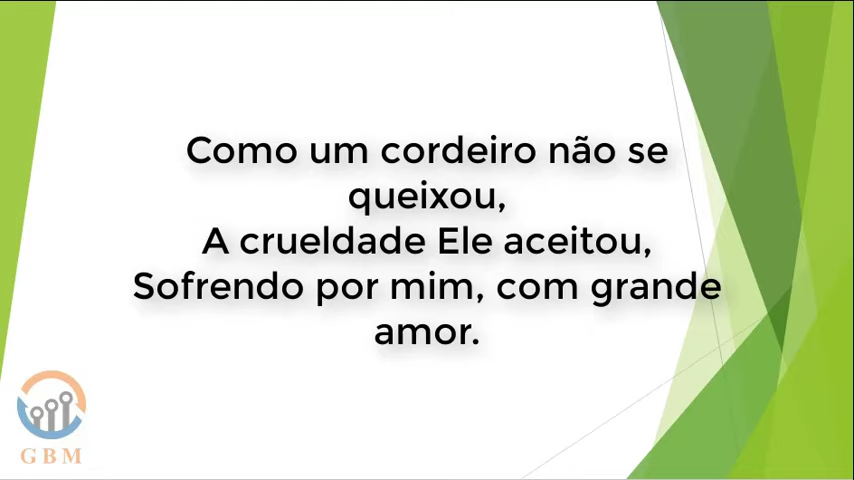 Como um cordeiro não se
queixou,
A crueldade Ele aceitou,
Sofrendo por mim, com grande
amor.
GBM